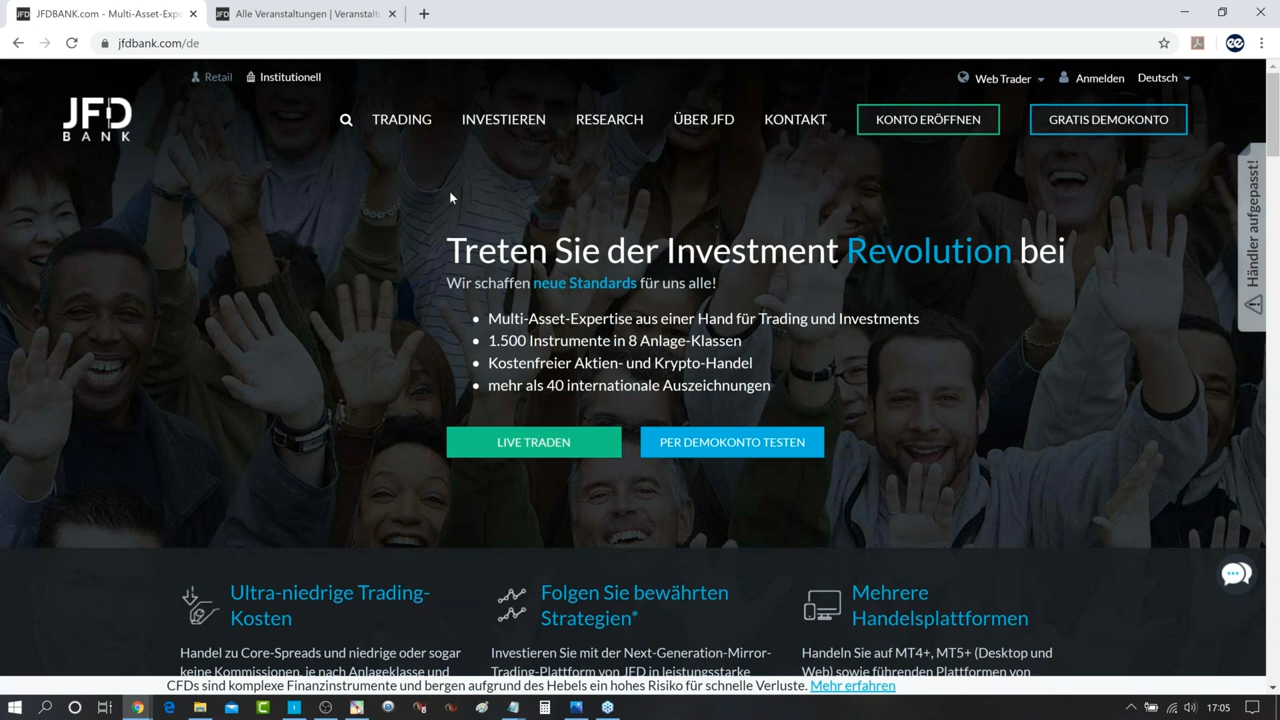 JFDBANK.com - Multi-Asset-Expe
Alle Veranstaltungen | Veranstalt
jfdbank.com/de
Retail
Institutionell
Web Trader
Anmelden
Deutsch
JFD
BANK
TRADING
INVESTIEREN
RESEARCH
ÜBER JFD
KONTAKT
KONTO ERÖFFNEN
GRATIS DEMOKONTO
Händler aufgepasst!
Treten Sie der Investment Revolution bei
Wir schaffen neue Standards für uns alle!
• Multi-Asset-Expertise aus einer Hand für Trading und Investments
• 1.500 Instrumente in 8 Anlage-Klassen
• Kostenfreier Aktien- und Krypto-Handel
• mehr als 40 internationale Auszeichnungen
LIVE TRADEN
PER DEMOKONTO TESTEN
Ultra-niedrige Trading-
Kosten
Handel zu Core-Spreads und niedrige oder sogar
keine Kommissionen, je nach Anlageklasse und
Folgen Sie bewährten
Strategien*
Investieren Sie mit der Next-Generation-Mirror-
Trading-Plattform von JFD in leistungsstarke
Mehrere
Handelsplattformen
Handeln Sie auf MT4+, MT5+ (Desktop und
Web) sowie führenden Plattformen von
CFDs sind komplexe Finanzinstrumente und bergen aufgrund des Hebels ein hohes Risiko für schnelle Verluste. Mehr erfahren
17:05